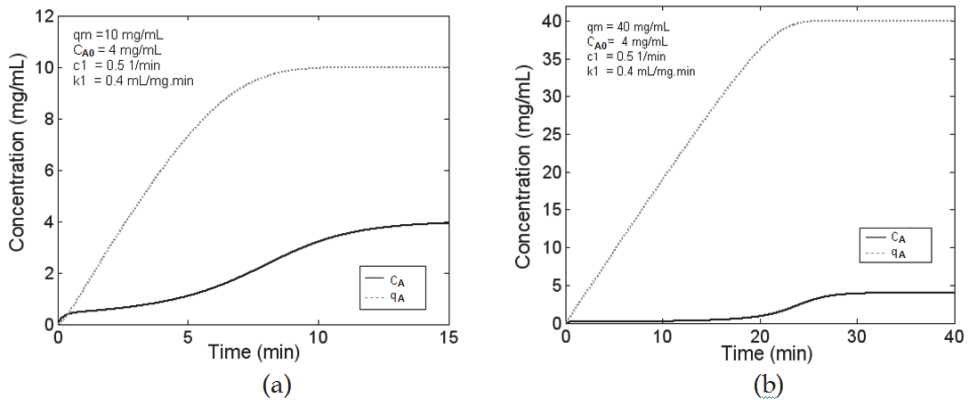 12
10
8
6
4
2
0
Concentration (mg/mL)
qm =10 mg/mL
CA0 = 4 mg/mL
c1 = 0.5 1/min
k1 = 0.4 mL/mg.min
CA
qA
0 5 10 15
Time (min)
(a)
40
35
30
25
20
15
10
5
0
Concentration (mg/mL)
qm = 40 mg/mL
CA0 = 4 mg/mL
c1 = 0.5 1/min
k1 = 0.4 mL/mg.min
CA
qA
0 10 20 30 40
Time (min)
(b)